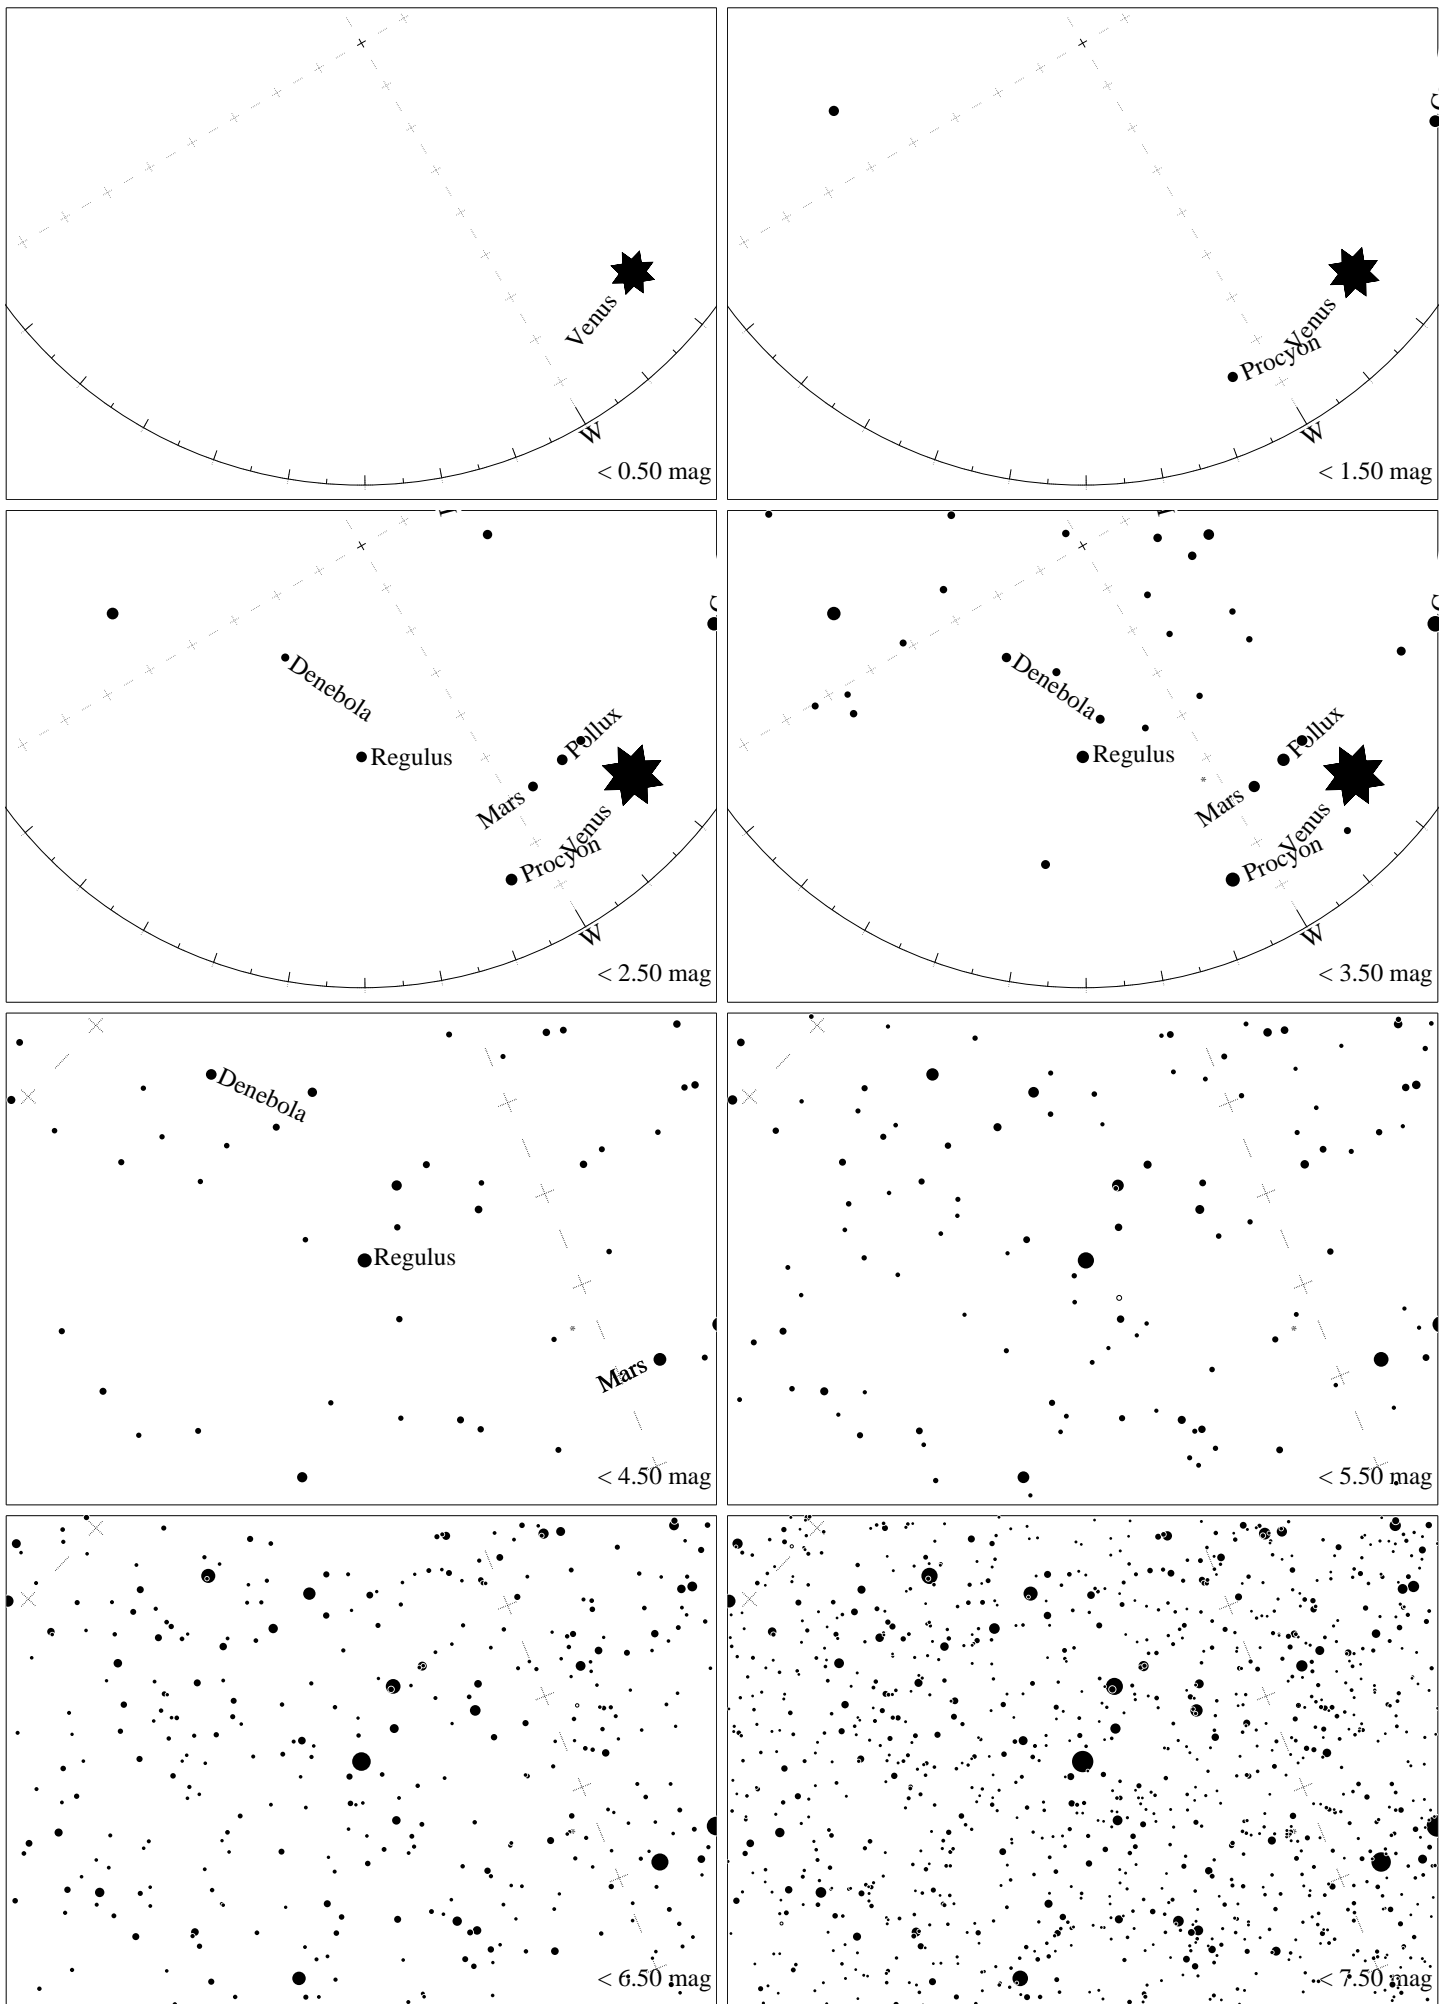 Venus
W
< 0.50 mag
Venus
Procyon
W
< 1.50 mag
Denebola
Regulus
Pollux
Mars
Venus
Procyon
W
< 2.50 mag
Denebola
Regulus
Pollux
Mars
Venus
Procyon
W
< 3.50 mag
Denebola
Regulus
Mars
< 4.50 mag
< 5.50 mag
< 6.50 mag
< 7.50 mag